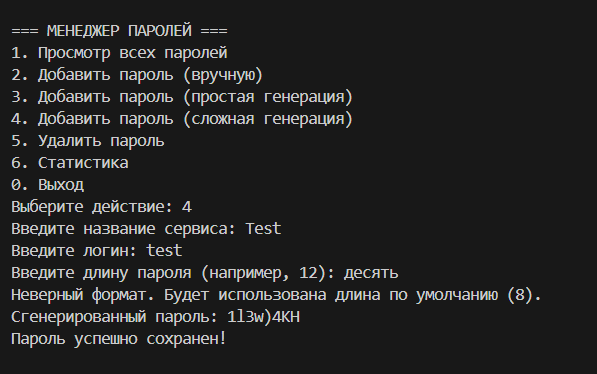 === МЕНЕДЖЕР ПАРОЛЕЙ ===
1. Просмотр всех паролей
2. Добавить пароль (вручную)
3. Добавить пароль (простая генерация)
4. Добавить пароль (сложная генерация)
5. Удалить пароль
6. Статистика
0. Выход
Выберите действие: 4
Введите название сервиса: Test
Введите логин: test
Введите длину пароля (например, 12): десять
Неверный формат. Будет использована длина по умолчанию (8).
Сгенерированный пароль: 1l3w)4KH
Пароль успешно сохранен!